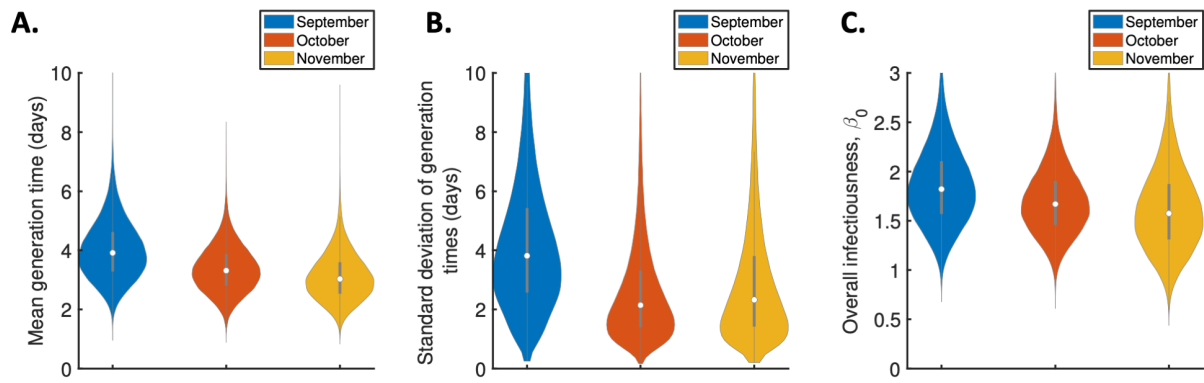 A.
September
October
November
Mean generation time (days)
10
8
6
4
2
0
B.
September
October
November
Standard deviation of generation
times (days)
10
8
6
4
2
0
C.
September
October
November
Overall infectiousness, β0
3
2.5
2
1.5
1
0.5
0